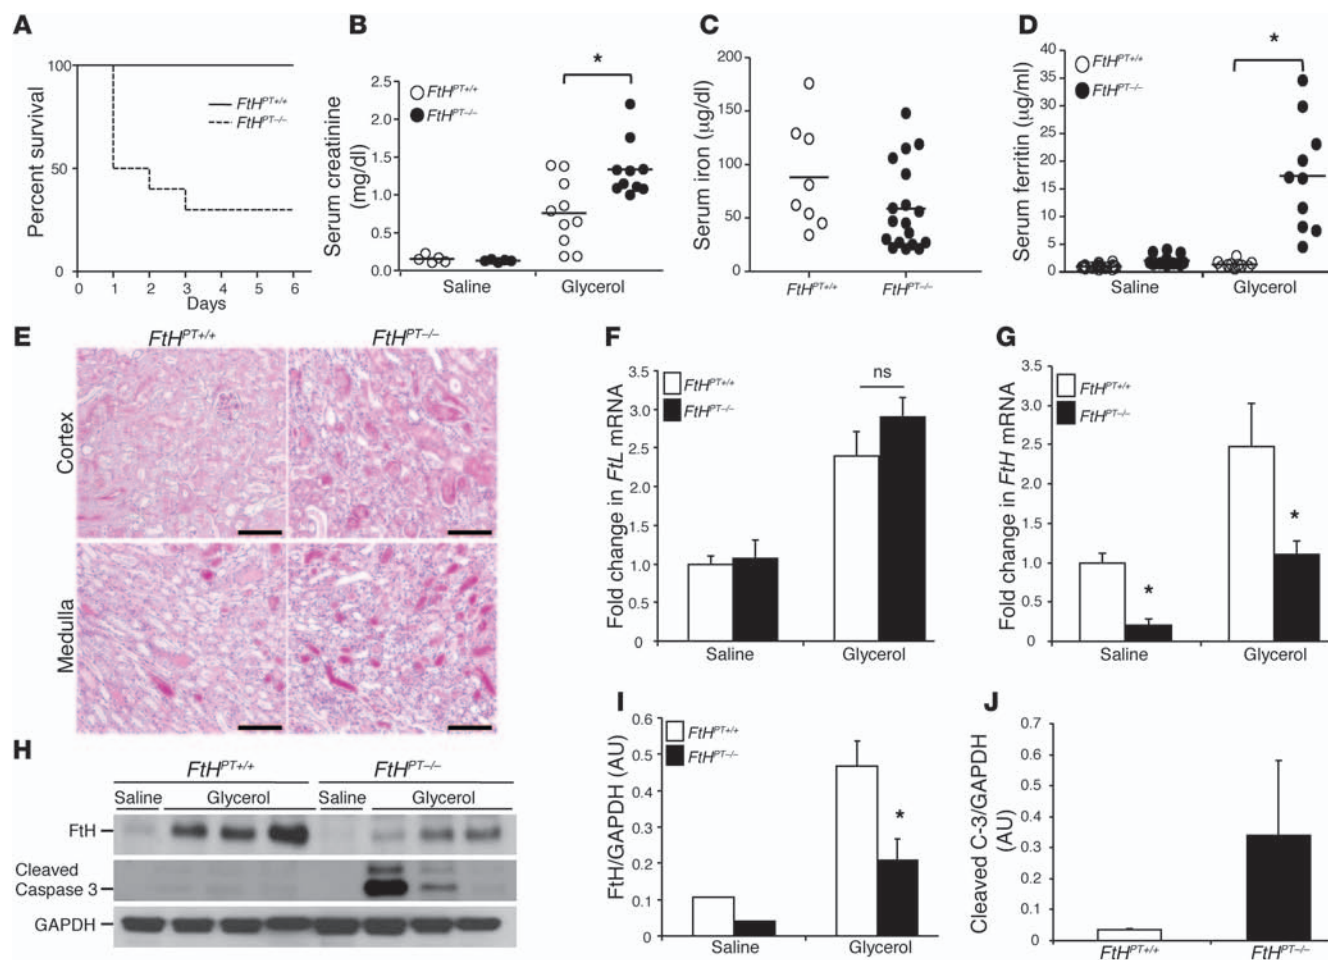 A
Percent survival
100
50
0
0 1 2 3 4 5 6
Days
FtHPT+/+
FtHPT–/–
B
Serum creatinine
(mg/dl)
2.5
2.0
1.5
1.0
0.5
0.0
FtHPT+/+
FtHPT–/–
*
Saline Glycerol
C
Serum iron (μg/dl)
200
150
100
50
0
FtHPT+/+ FtHPT–/–
D
Serum ferritin (μg/ml)
40
35
30
25
20
15
10
5
0
FtHPT+/+
FtHPT–/–
*
Saline Glycerol
E
FtHPT+/+ FtHPT–/–
Cortex
Medulla
F
Fold change in FtL mRNA
3.5
3.0
2.5
2.0
1.5
1.0
0.5
0
FtHPT+/+
FtHPT–/–
ns
Saline Glycerol
G
Fold change in FtH mRNA
3.5
3.0
2.5
2.0
1.5
1.0
0.5
0
FtHPT+/+
FtHPT–/–
*
*
Saline Glycerol
H
FtHPT+/+ FtHPT–/–
Saline Glycerol Saline Glycerol
FtH
Cleaved
Caspase 3
GAPDH
I
FtH/GAPDH (AU)
0.6
0.5
0.4
0.3
0.2
0.1
0
FtHPT+/+
FtHPT–/–
*
Saline Glycerol
J
Cleaved C-3/GAPDH
(AU)
0.7
0.6
0.5
0.4
0.3
0.2
0.1
0
FtHPT+/+ FtHPT–/–